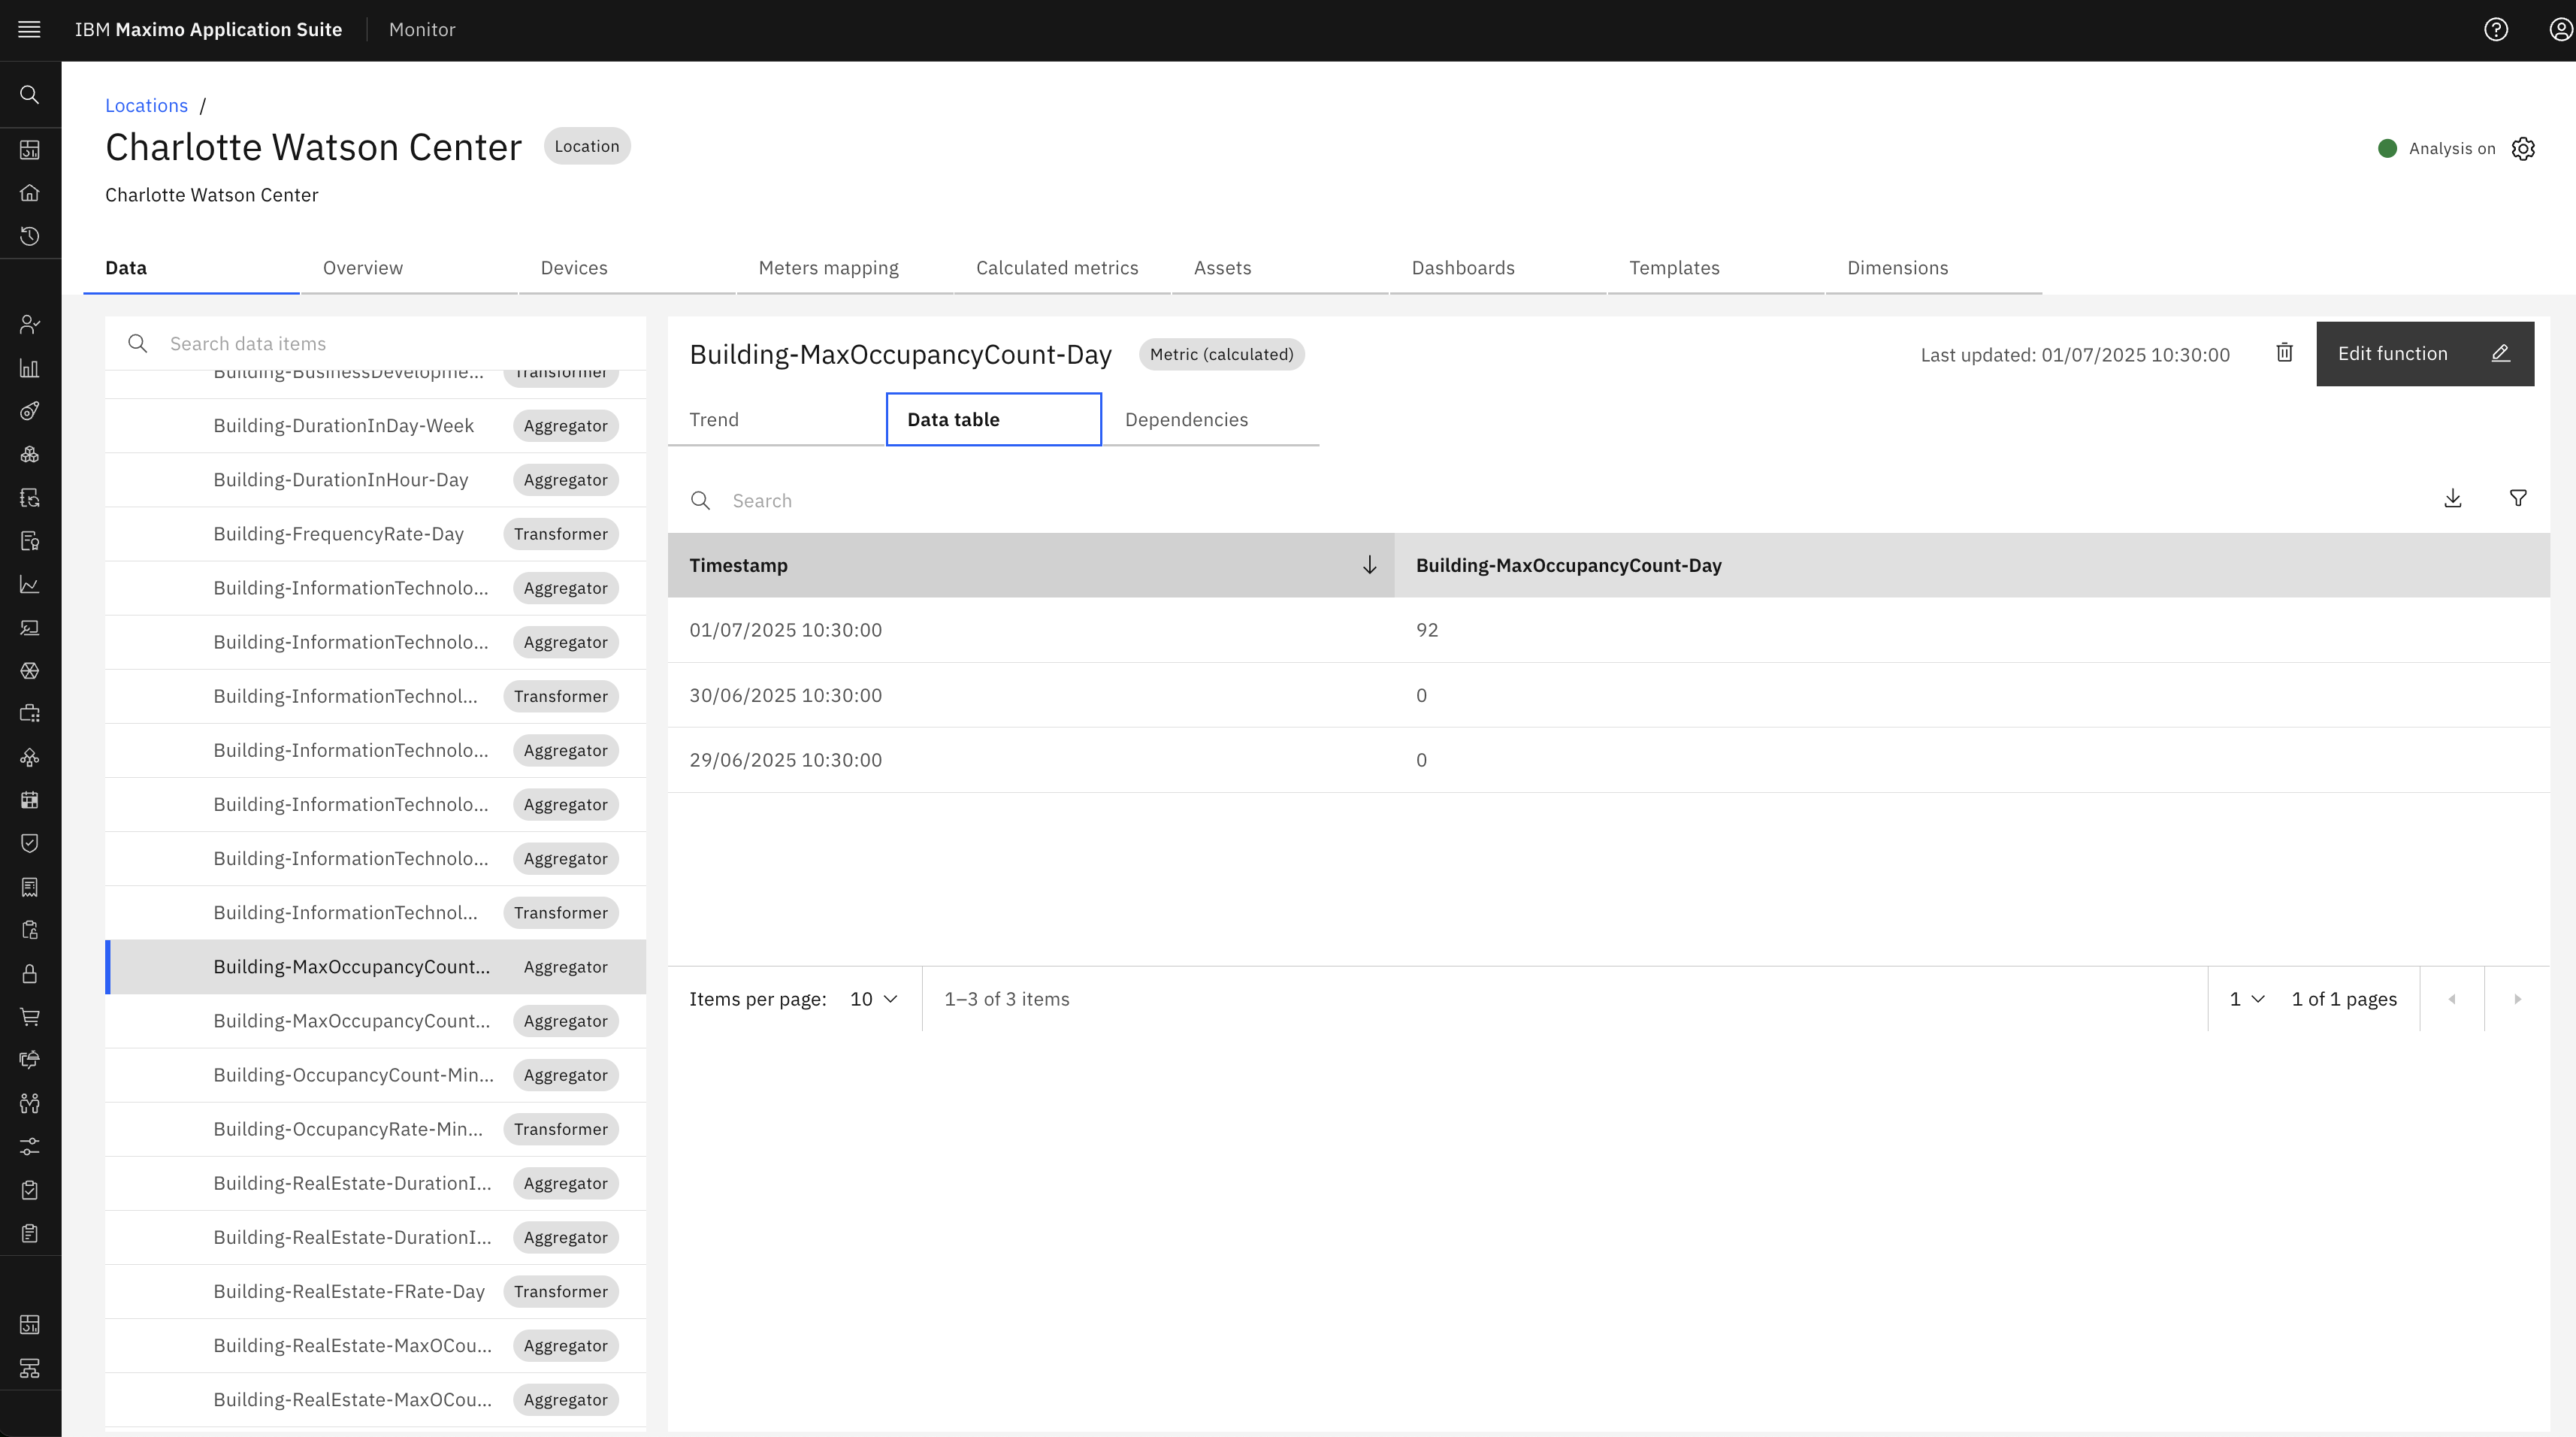 IBM Maximo Application Suite Monitor
Locations /
Charlotte Watson Center Location
Analysis on
Charlotte Watson Center
Data Overview Devices Meters mapping Calculated metrics Assets Dashboards Templates Dimensions
Search data items
Building-BusinessDevelopme... Transformer
Building-DurationInDay-Week Aggregator
Building-DurationInHour-Day Aggregator
Building-FrequencyRate-Day Transformer
Building-InformationTechnolo... Aggregator
Building-InformationTechnolo... Aggregator
Building-InformationTechnol... Transformer
Building-InformationTechnolo... Aggregator
Building-InformationTechnolo... Aggregator
Building-InformationTechnolo... Aggregator
Building-InformationTechnol... Transformer
Building-MaxOccupancyCount... Aggregator
Building-MaxOccupancyCount... Aggregator
Building-OccupancyCount-Min... Aggregator
Building-OccupancyRate-Min... Transformer
Building-RealEstate-DurationI... Aggregator
Building-RealEstate-DurationI... Aggregator
Building-RealEstate-FRate-Day Transformer
Building-RealEstate-MaxOCou... Aggregator
Building-RealEstate-MaxOCou... Aggregator
Building-MaxOccupancyCount-Day Metric (calculated) Last updated: 01/07/2025 10:30:00 Edit function
Trend Data table Dependencies
Search
Timestamp Building-MaxOccupancyCount-Day
01/07/2025 10:30:00 92
30/06/2025 10:30:00 0
29/06/2025 10:30:00 0
Items per page: 10 1–3 of 3 items 1 1 of 1 pages